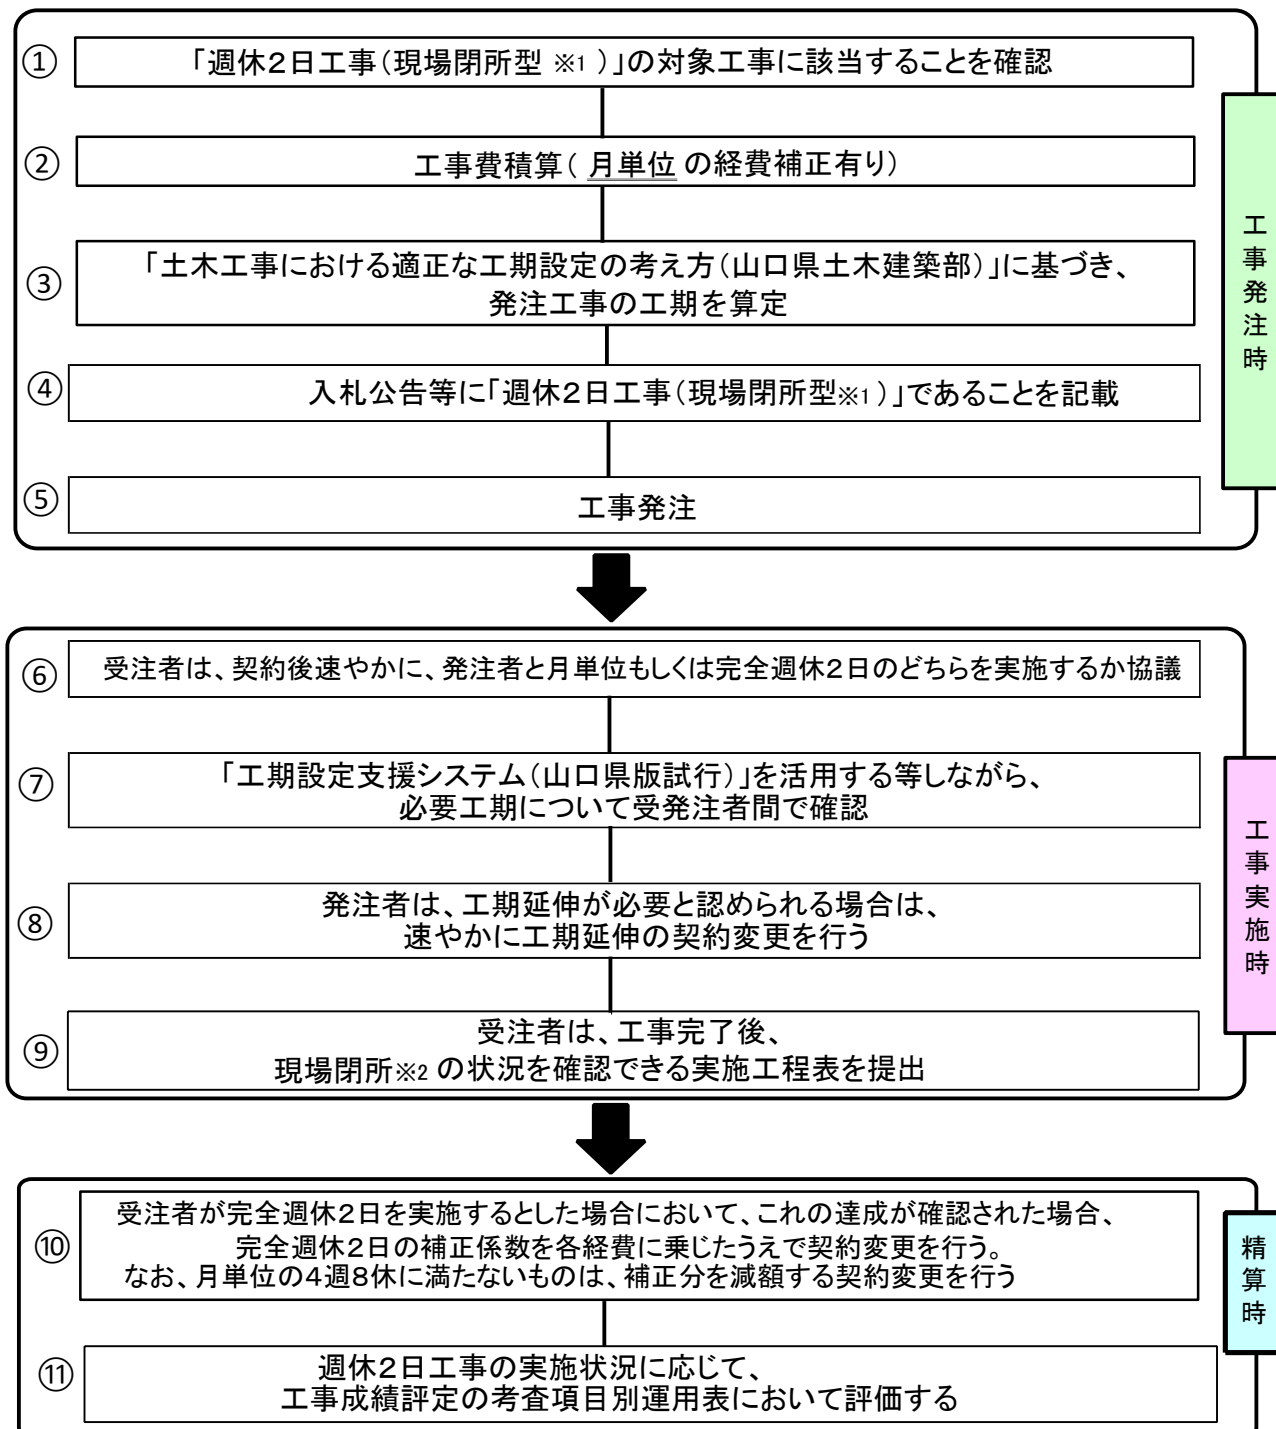 ①
「週休2日工事(現場閉所型 ※1 )」の対象工事に該当することを確認
②
工事費積算( 月単位 の経費補正有り)
③
「土木工事における適正な工期設定の考え方(山口県土木建築部)」に基づき、
発注工事の工期を算定
④
入札公告等に「週休2日工事(現場閉所型※1 )」であることを記載
⑤
工事発注
工事発注時
⑥
受注者は、契約後速やかに、発注者と月単位もしくは完全週休2日のどちらを実施するか協議
⑦
「工期設定支援システム(山口県版試行)」を活用する等しながら、
必要工期について受発注者間で確認
⑧
発注者は、工期延伸が必要と認められる場合は、
速やかに工期延伸の契約変更を行う
⑨
受注者は、工事完了後、
現場閉所※2 の状況を確認できる実施工程表を提出
工事実施時
⑩
受注者が完全週休2日を実施するとした場合において、これの達成が確認された場合、
完全週休2日の補正係数を各経費に乗じたうえで契約変更を行う。
なお、月単位の4週8休に満たないものは、補正分を減額する契約変更を行う
⑪
週休2日工事の実施状況に応じて、
工事成績評定の考査項目別運用表において評価する
精算時